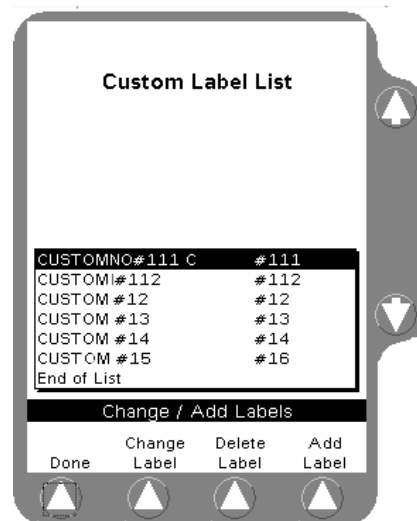 Custom Label List
CUSTOMNO#111 C #111
CUSTOMI#112 #112
CUSTOM #12 #12
CUSTOM #13 #13
CUSTOM #14 #14
CUSTOM #15 #16
End of List
Change / Add Labels
Done Change Label Delete Label Add Label